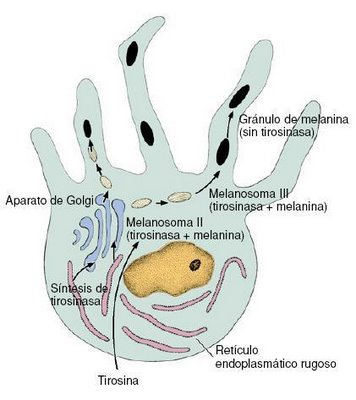 Gránulo de melanina
(sin tirosinasa)
Aparato de Golgi
Melanosoma III
(tirosinasa + melanina)
Melanosoma II
(tirosinasa + melanina)
Síntesis de
tirosinasa
Retículo
endoplasmático rugoso
Tirosina